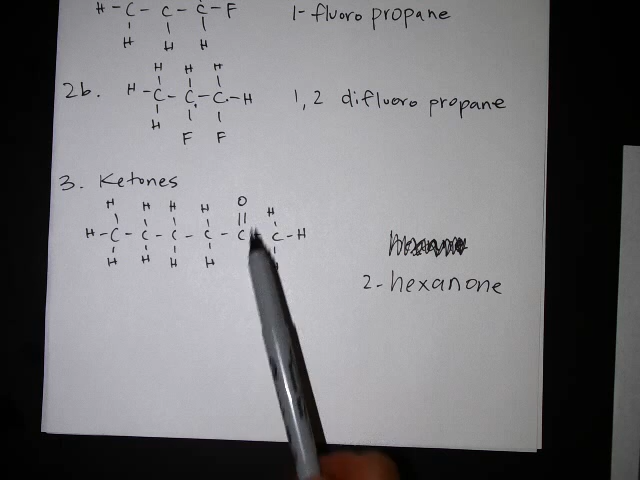 H - C - C - C - F 1- fluoro propane
H H H
H H H
2b. H - C - C - C - H 1, 2 difluoro propane
H F F
3. Ketones
H H H H O H
H - C - C - C - C - C - C - H
H H H H
2- hexanone